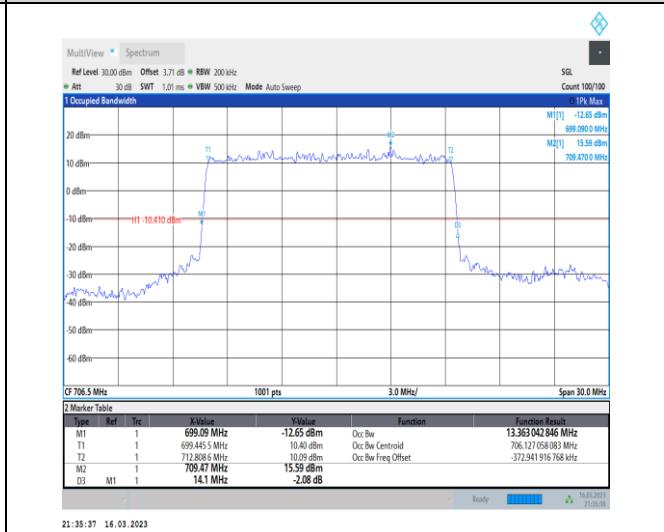 MultiView Spectrum
Ref Level 30.00 dBm Offset 3.71 dB RBW 200 kHz SGL
Att 30 dB SWT 1.01 ms VBW 500 kHz Mode Auto Sweep Count 100/100
1 Occupied Bandwidth 1Pk Max
M1[1] -12.65 dBm
699.0900 MHz
M2[1] 15.59 dBm
709.4700 MHz
20 dBm
M2
T1
T2
10 dBm
0 dBm
M1
-10 dBm
H1 -10.410 dBm
D3
-20 dBm
-30 dBm
-40 dBm
-50 dBm
-60 dBm
CF 706.5 MHz 1001 pts 3.0 MHz/ Span 30.0 MHz
2 Marker Table
Type Ref Trc X-Value Y-Value Function Function Result
M1 1 699.09 MHz -12.65 dBm Occ Bw 13.363 042 846 MHz
T1 1 699.445 5 MHz 10.40 dBm Occ Bw Centroid 706.127 058 083 MHz
T2 1 712.808 6 MHz 10.09 dBm Occ Bw Freq Offset -372.941 916 768 kHz
M2 1 709.47 MHz 15.59 dBm
D3 M1 1 14.1 MHz -2.08 dB
Ready 16.03.2023
21:35:36
21:35:37 16.03.2023